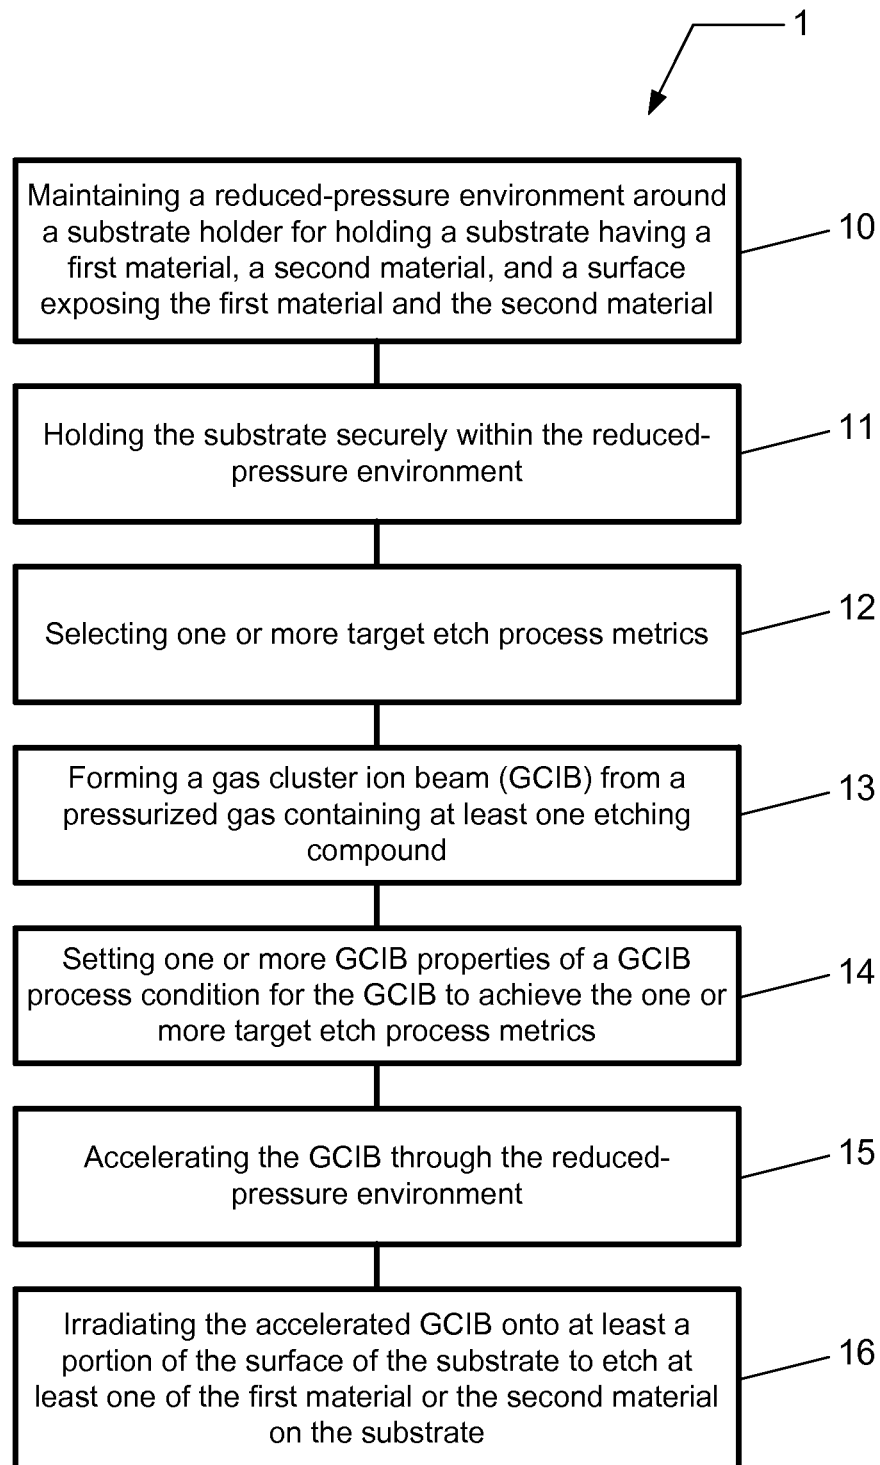 1
Maintaining a reduced-pressure environment around
a substrate holder for holding a substrate having a
first material, a second material, and a surface
exposing the first material and the second material
10
Holding the substrate securely within the reduced-
pressure environment
11
Selecting one or more target etch process metrics
12
Forming a gas cluster ion beam (GCIB) from a
pressurized gas containing at least one etching
compound
13
Setting one or more GCIB properties of a GCIB
process condition for the GCIB to achieve the one or
more target etch process metrics
14
Accelerating the GCIB through the reduced-
pressure environment
15
Irradiating the accelerated GCIB onto at least a
portion of the surface of the substrate to etch at
least one of the first material or the second material
on the substrate
16